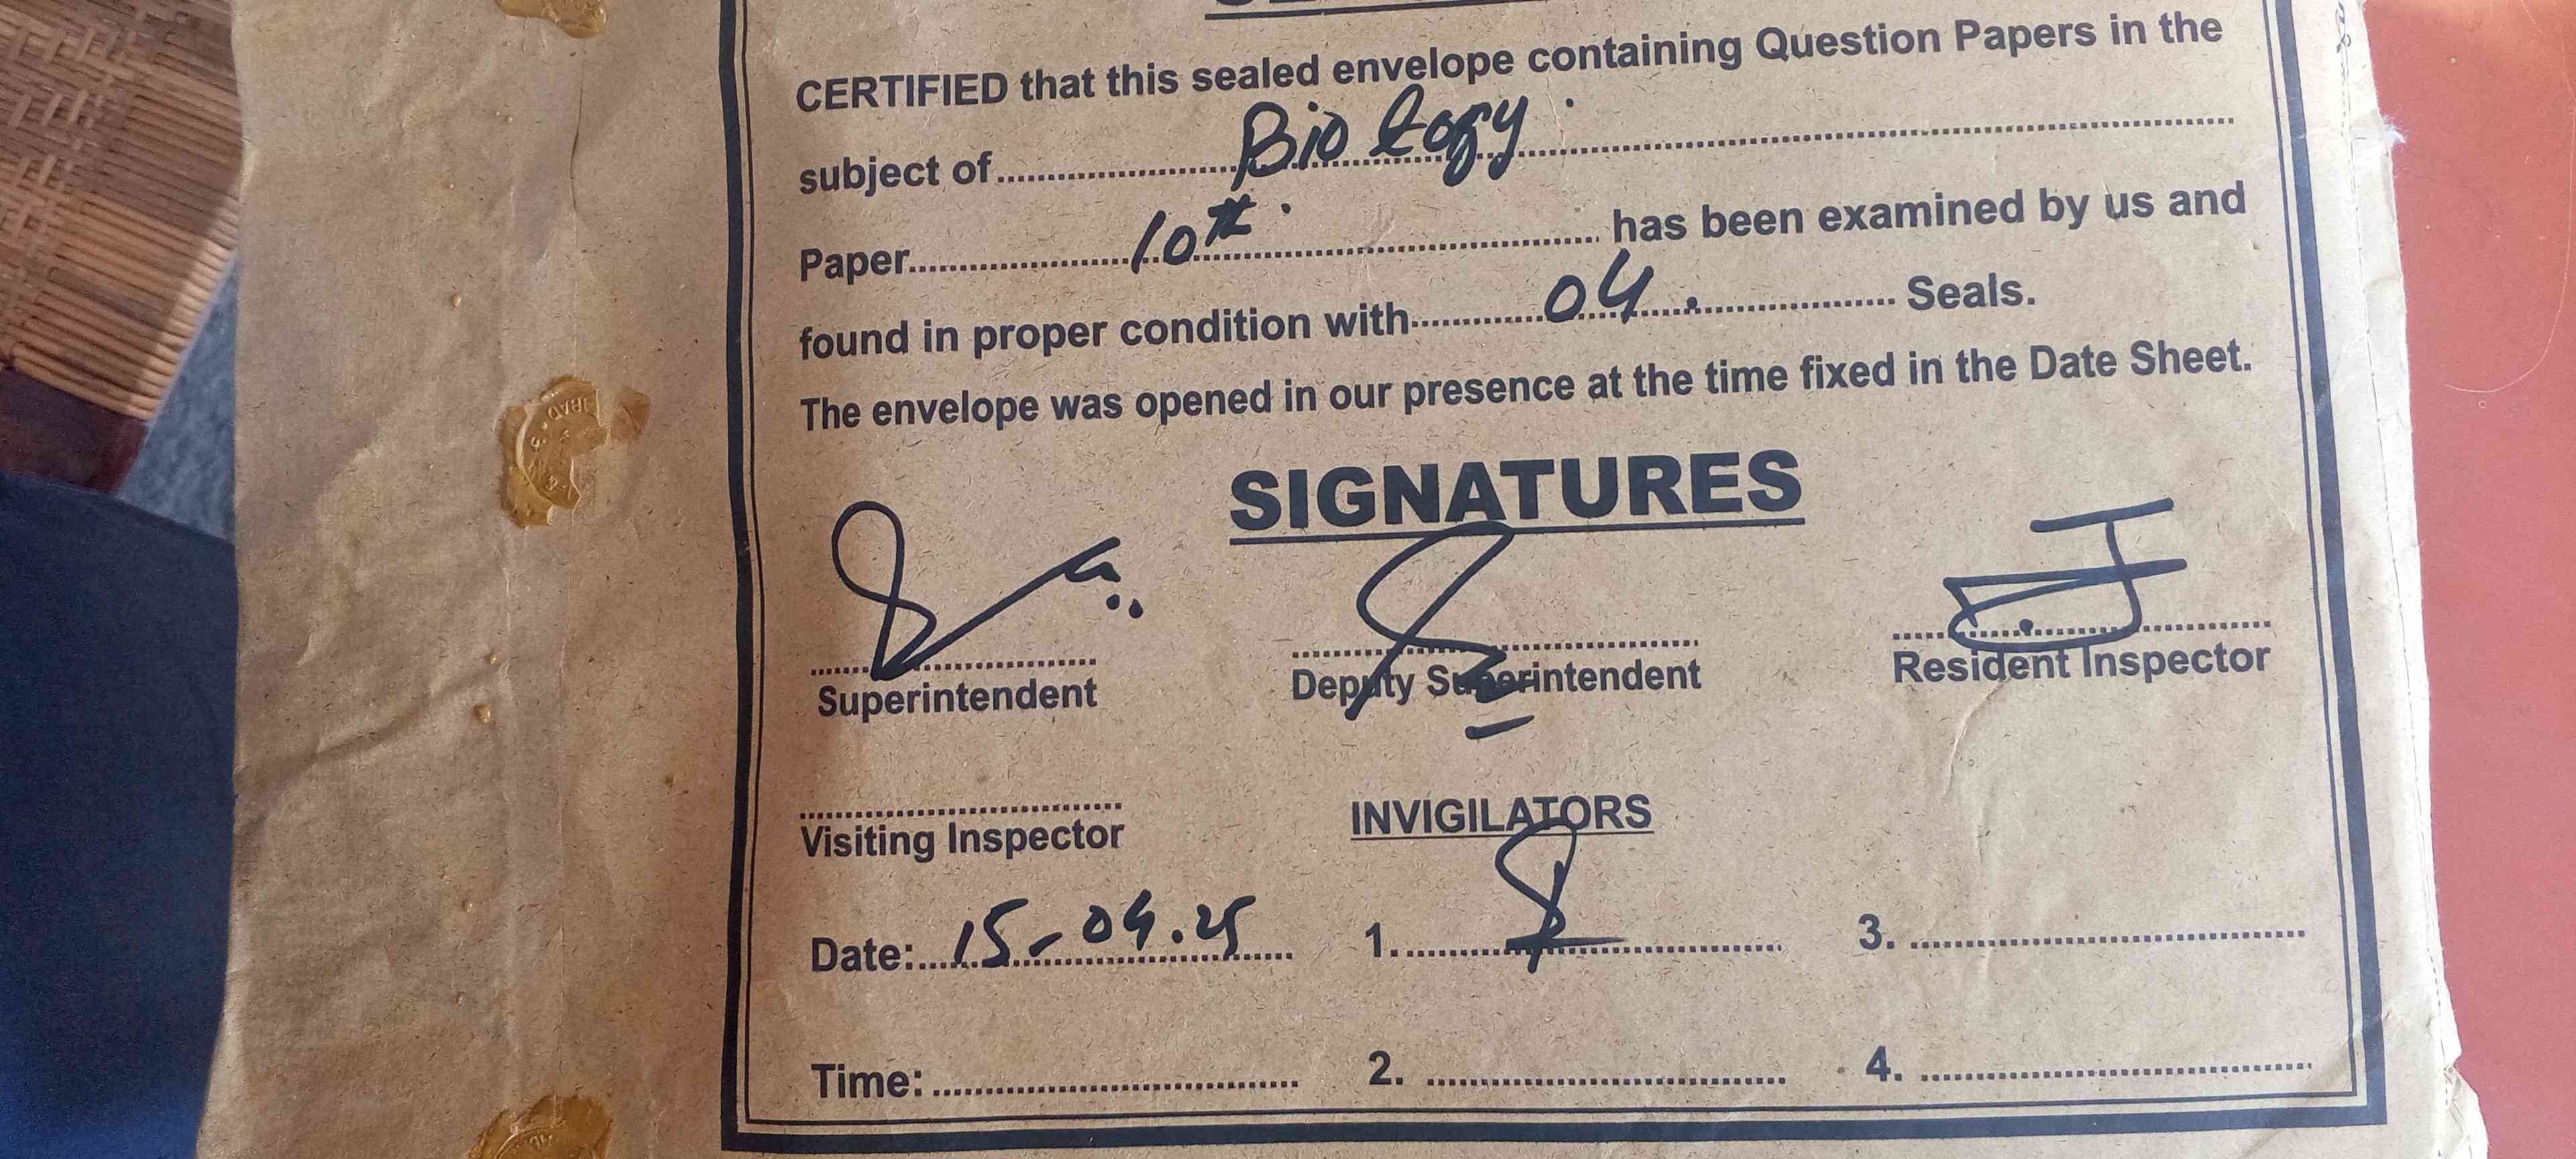 CERTIFIED that this sealed envelope containing Question Papers in the
subject of Biology
Paper 10th has been examined by us and
found in proper condition with 04 Seals.
The envelope was opened in our presence at the time fixed in the Date Sheet.
SIGNATURES
Superintendent Deputy Superintendent Resident Inspector
Visiting Inspector INVIGILATORS
Date: 15-04.25 1. 3.
Time: 2. 4.